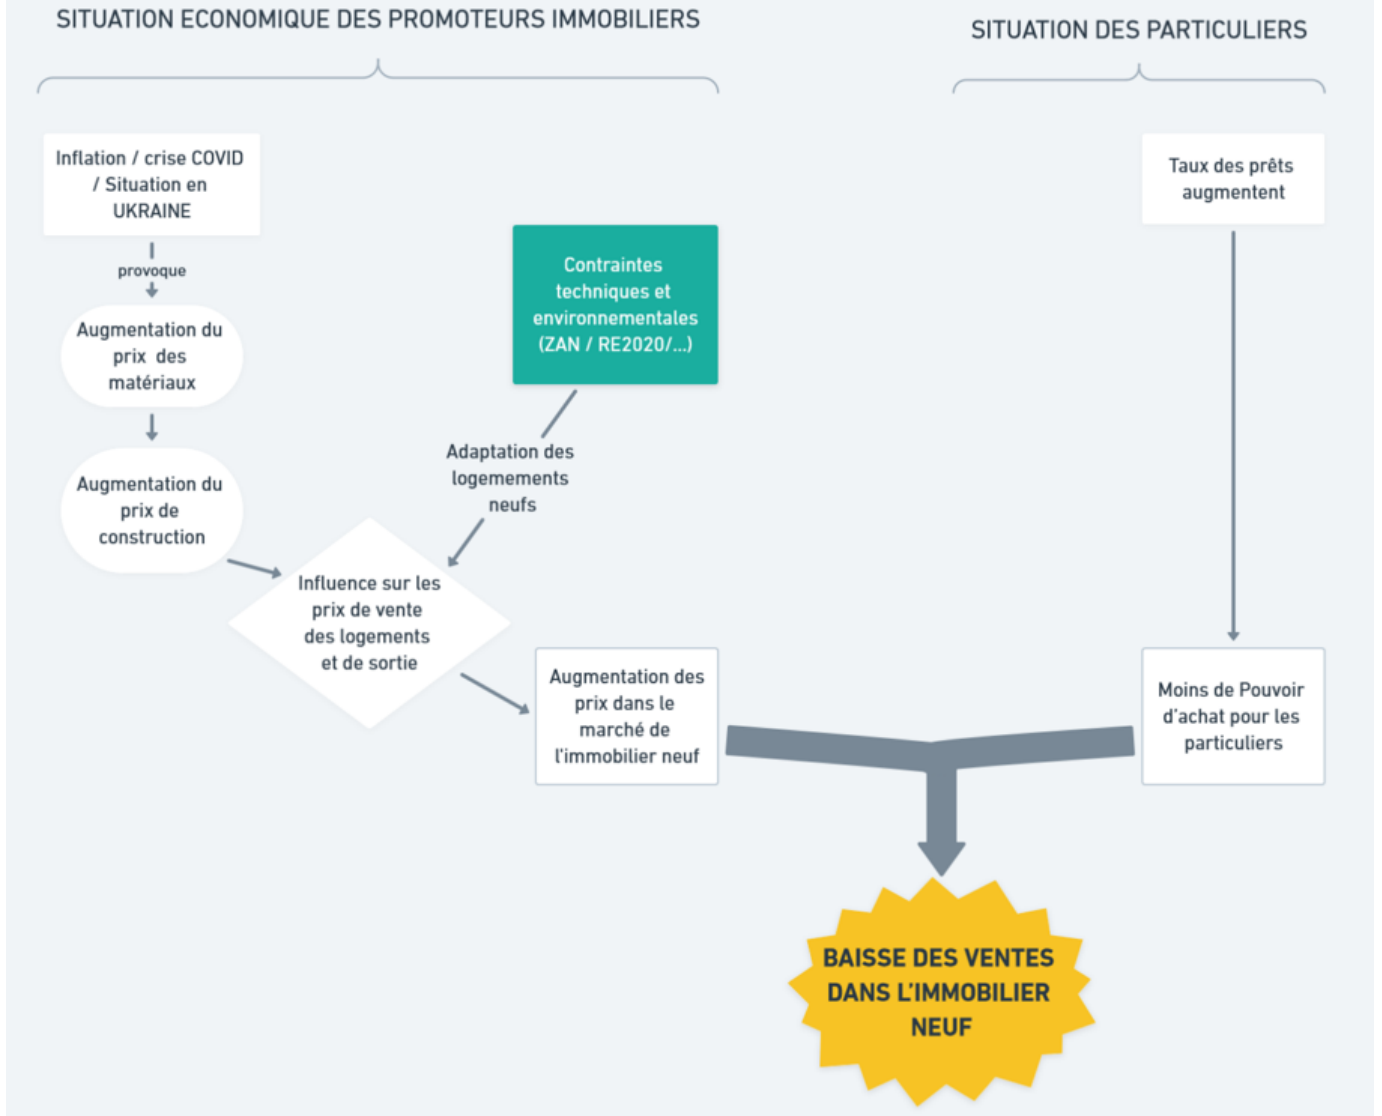 SITUATION ECONOMIQUE DES PROMOTEURS IMMOBILIERS
SITUATION DES PARTICULIERS
Inflation / crise COVID
/ Situation en
UKRAINE
provoque
Augmentation du
prix des
matériaux
Augmentation du
prix de
construction
Contraintes
techniques et
environnementales
(ZAN / RE2020/...)
Adaptation des
logemements
neufs
Influence sur les
prix de vente
des logements
et de sortie
Augmentation des
prix dans le
marché de
l'immobilier neuf
Taux des prêts
augmentent
Moins de Pouvoir
d'achat pour les
particuliers
BAISSE DES VENTES
DANS L'IMMOBILIER
NEUF